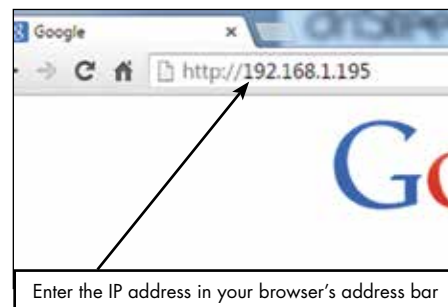 Google
http://192.168.1.195
Go
Enter the IP address in your browser's address bar